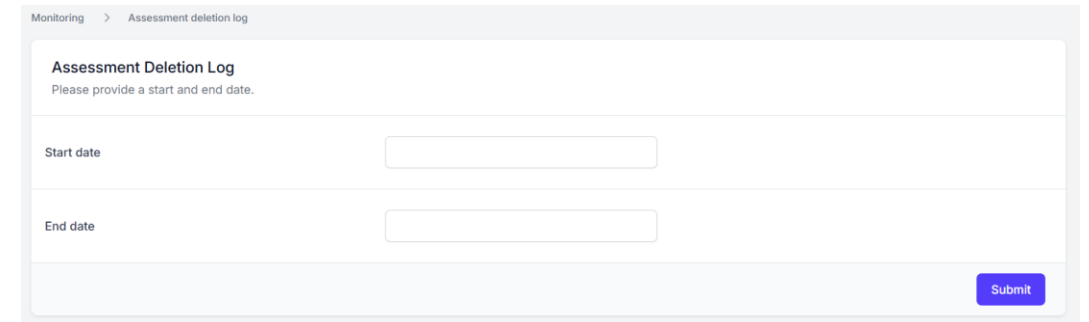 Monitoring > Assessment deletion log
Assessment Deletion Log
Please provide a start and end date.
Start date
End date
Submit